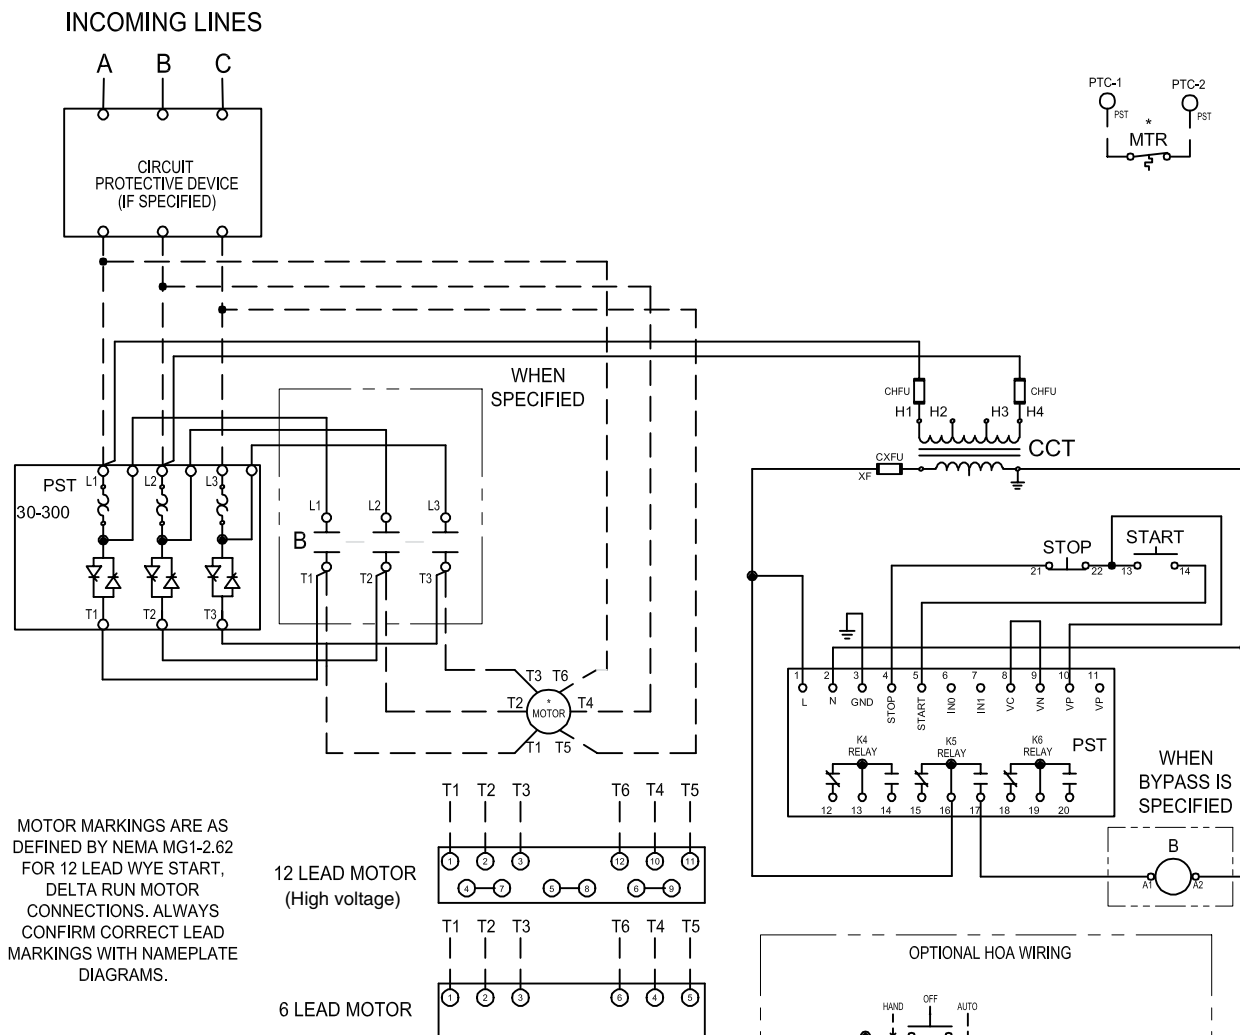 INCOMING LINES
A B C
CIRCUIT
PROTECTIVE DEVICE
(IF SPECIFIED)
PTC-1 PTC-2
PST PST
*
MTR
WHEN
SPECIFIED
CHFU CHFU
H1 H2 H3 H4
CCT
CXFU
XF
PST
30-300
L1 L2 L3
T1 T2 T3
L1 L2 L3
B
T1 T2 T3
STOP START
21 22 13 14
T3 T6
T2 * T4
MOTOR
T1 T5
1 2 3 4 5 6 7 8 9 10 11
L N GND STOP START IN0 IN1 VC VN VP VP
K4
RELAY
K5
RELAY
K6
RELAY
PST
12 13 14 15 16 17 18 19 20
WHEN
BYPASS IS
SPECIFIED
B
A1 A2
MOTOR MARKINGS ARE AS
DEFINED BY NEMA MG1-2.62
FOR 12 LEAD WYE START,
DELTA RUN MOTOR
CONNECTIONS. ALWAYS
CONFIRM CORRECT LEAD
MARKINGS WITH NAMEPLATE
DIAGRAMS.
T1 T2 T3 T6 T4 T5
12 LEAD MOTOR
(High voltage)
1 2 3 12 10 11
4 7 5 8 6 9
T1 T2 T3 T6 T4 T5
6 LEAD MOTOR
1 2 3 6 4 5
OPTIONAL HOA WIRING
HAND OFF AUTO